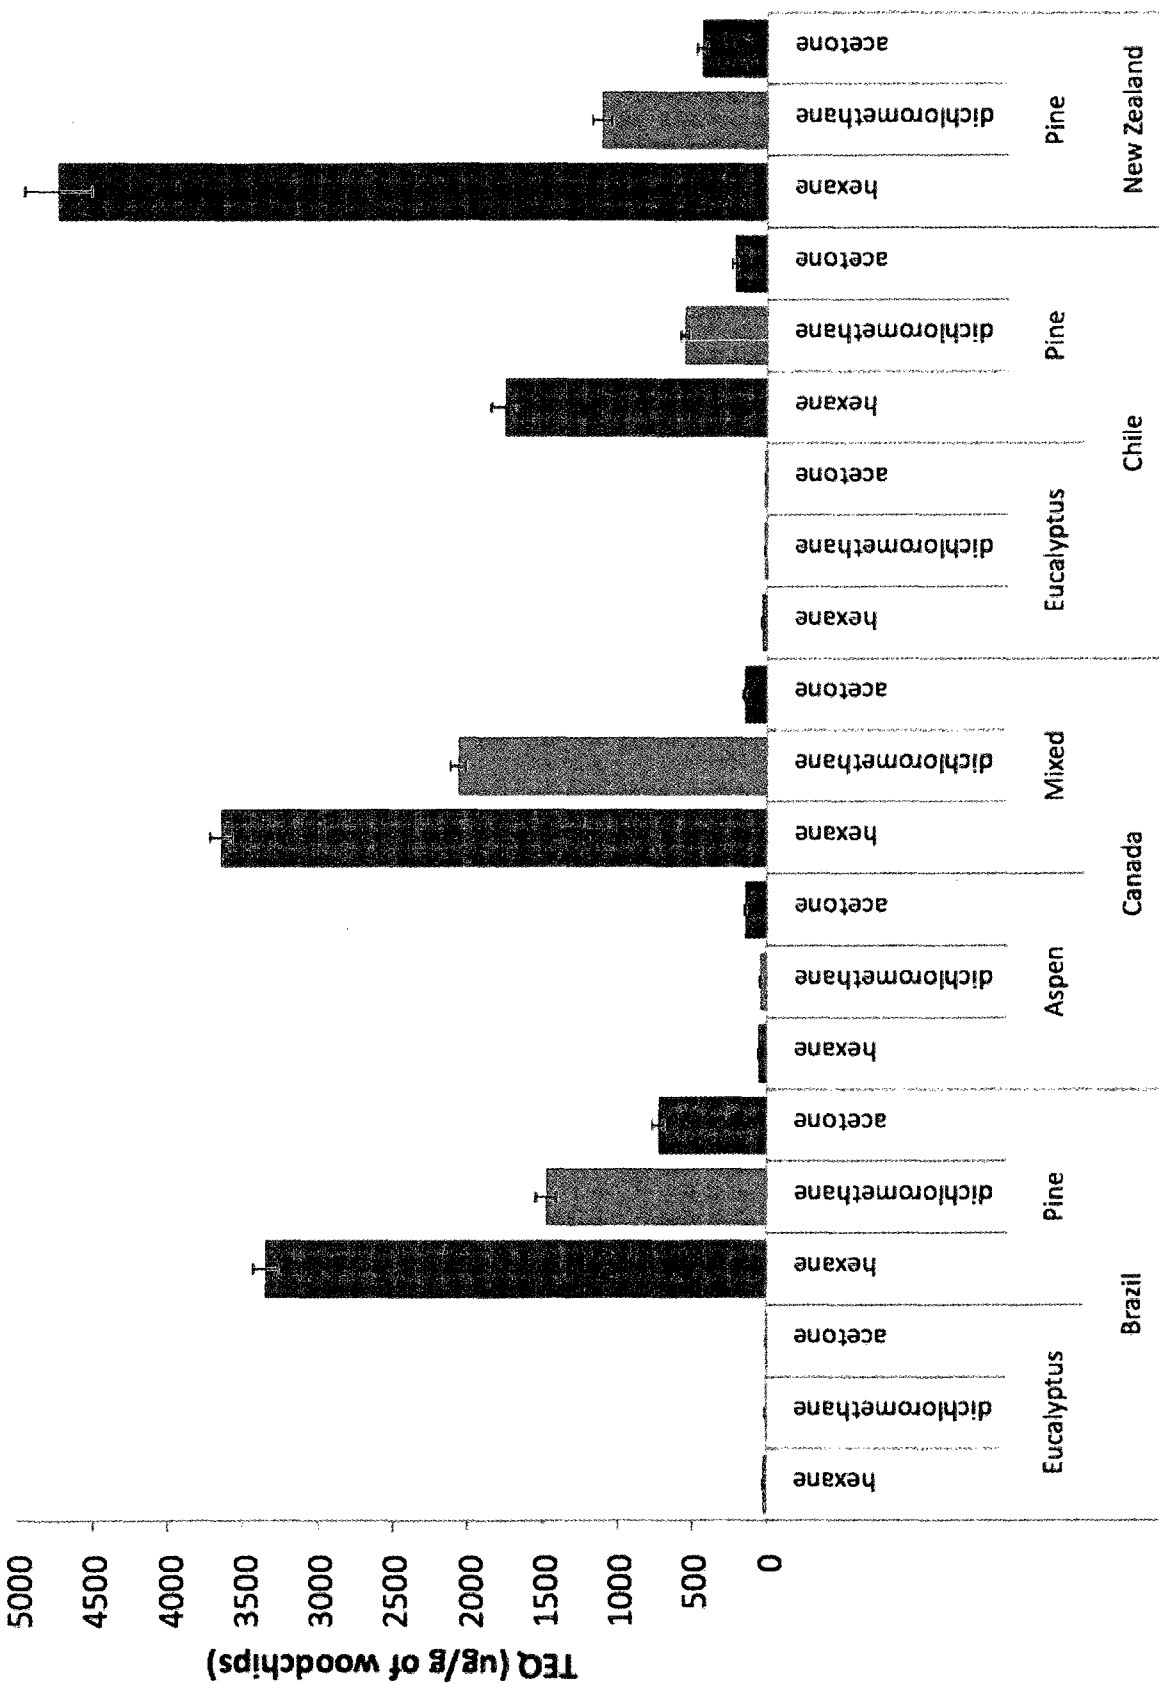 TEQ (ug/g of woodchips)
5000
4500
4000
3500
3000
2500
2000
1500
1000
500
0
hexane
dichloromethane
acetone
hexane
dichloromethane
acetone
hexane
dichloromethane
acetone
hexane
dichloromethane
acetone
hexane
dichloromethane
acetone
hexane
dichloromethane
acetone
hexane
dichloromethane
acetone
Eucalyptus
Pine
Aspen
Mixed
Eucalyptus
Pine
Pine
Brazil
Canada
Chile
New Zealand